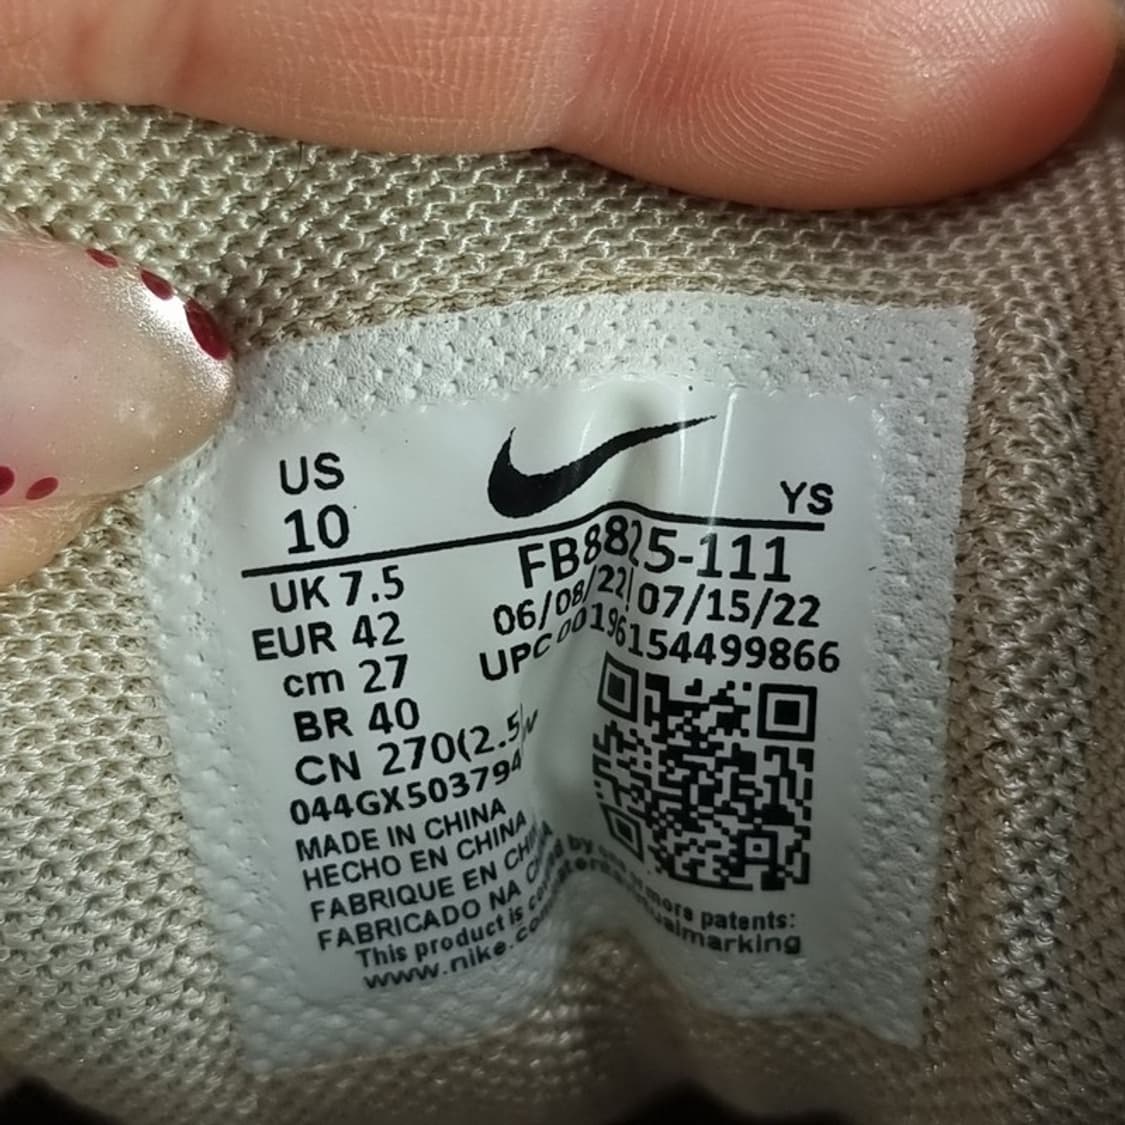 US
10
YS
UK 7.5
EUR 42
cm 27
BR 40
CN 270(2.5)
044GX503794
MADE IN CHINA
HECHO EN CHINA
FABRIQUE EN CHINA
FABRICADO NA CHINA
FB8825-111
06/08/22 07/15/22
UPC 00196154499866
This product is covered by one or more patents:
www.nike.com/patentvirtualmarking